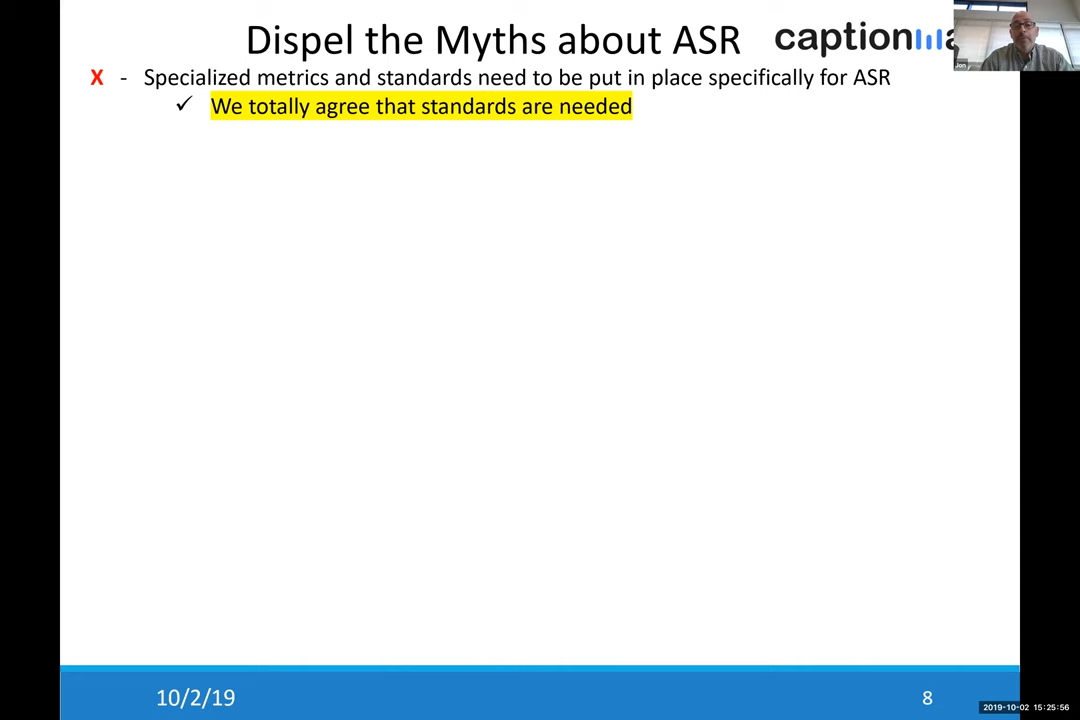 Dispel the Myths about ASR
caption
Jon
X - Specialized metrics and standards need to be put in place specifically for ASR
✓ We totally agree that standards are needed
10/2/19
8
2019-10-02 15:25:56